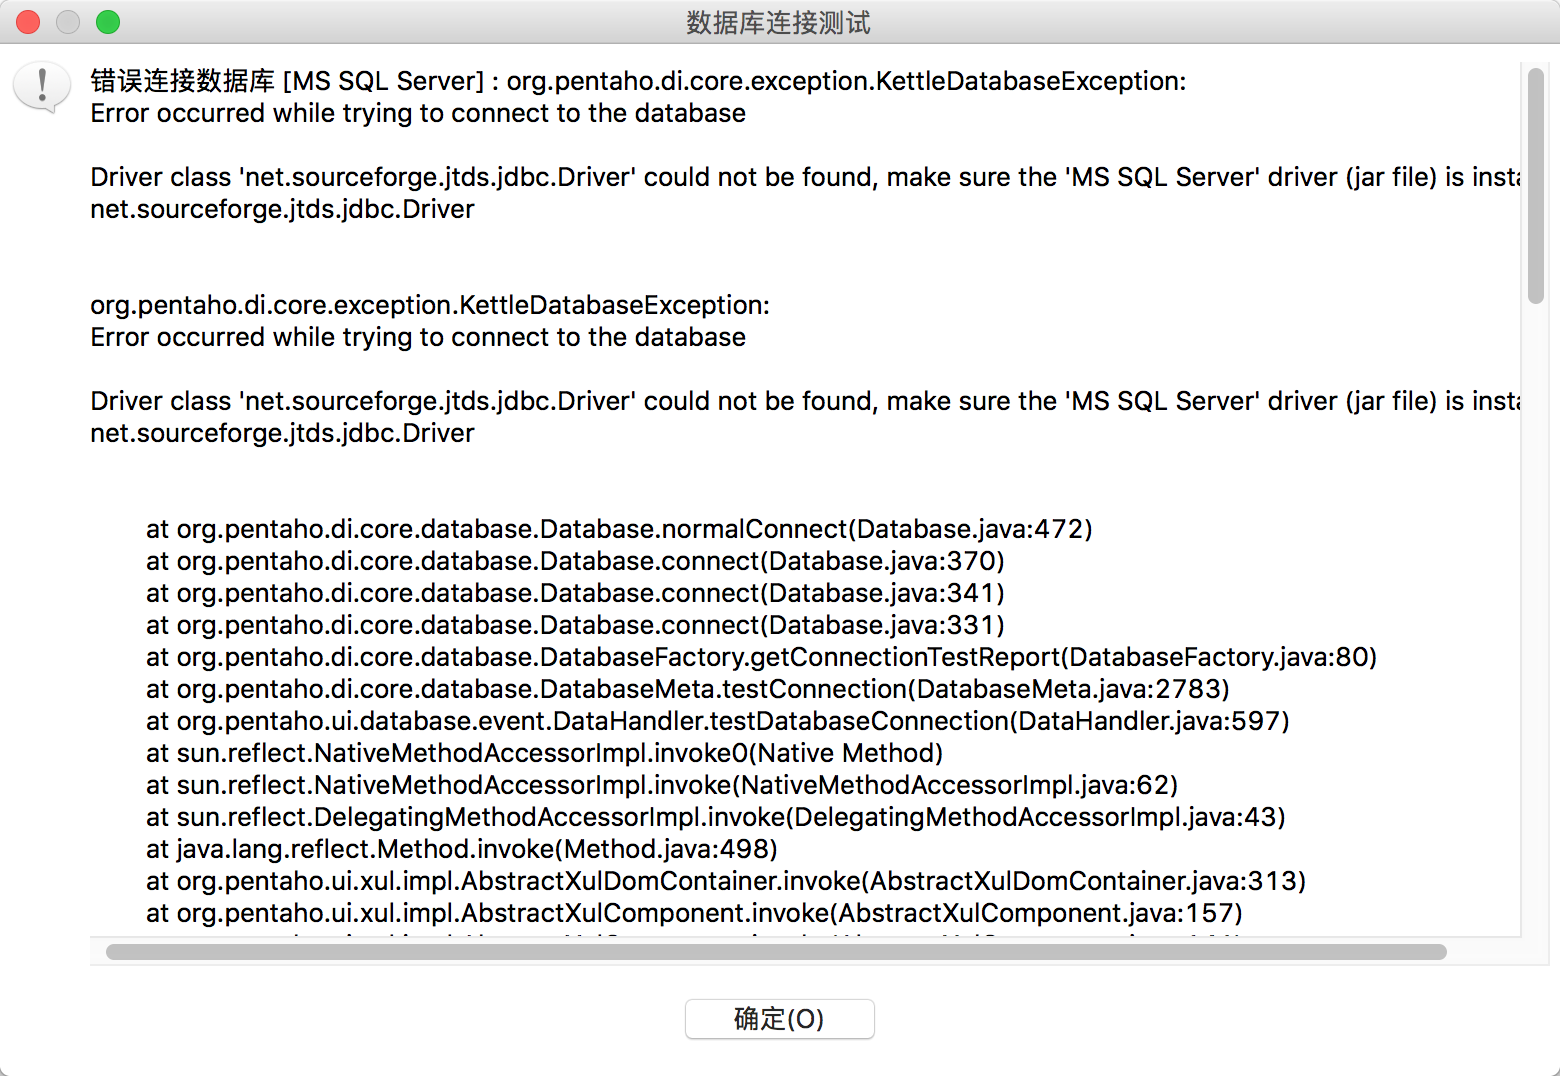 数据库连接测试
错误连接数据库 [MS SQL Server] : org.pentaho.di.core.exception.KettleDatabaseException:
Error occurred while trying to connect to the database
Driver class 'net.sourceforge.jtds.jdbc.Driver' could not be found, make sure the 'MS SQL Server' driver (jar file) is insta
net.sourceforge.jtds.jdbc.Driver
org.pentaho.di.core.exception.KettleDatabaseException:
Error occurred while trying to connect to the database
Driver class 'net.sourceforge.jtds.jdbc.Driver' could not be found, make sure the 'MS SQL Server' driver (jar file) is insta
net.sourceforge.jtds.jdbc.Driver
at org.pentaho.di.core.database.Database.normalConnect(Database.java:472)
at org.pentaho.di.core.database.Database.connect(Database.java:370)
at org.pentaho.di.core.database.Database.connect(Database.java:341)
at org.pentaho.di.core.database.Database.connect(Database.java:331)
at org.pentaho.di.core.database.DatabaseFactory.getConnectionTestReport(DatabaseFactory.java:80)
at org.pentaho.di.core.database.DatabaseMeta.testConnection(DatabaseMeta.java:2783)
at org.pentaho.ui.database.event.DataHandler.testDatabaseConnection(DataHandler.java:597)
at sun.reflect.NativeMethodAccessorImpl.invoke0(Native Method)
at sun.reflect.NativeMethodAccessorImpl.invoke(NativeMethodAccessorImpl.java:62)
at sun.reflect.DelegatingMethodAccessorImpl.invoke(DelegatingMethodAccessorImpl.java:43)
at java.lang.reflect.Method.invoke(Method.java:498)
at org.pentaho.ui.xul.impl.AbstractXulDomContainer.invoke(AbstractXulDomContainer.java:313)
at org.pentaho.ui.xul.impl.AbstractXulComponent.invoke(AbstractXulComponent.java:157)
确定(O)